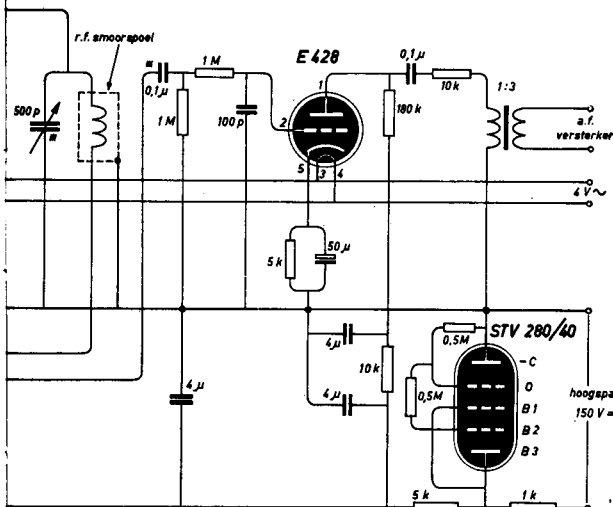 r.f. smoorspoel
500p
*
*
0,1µ
1M
1M
100p
E 428
1
2
5
3
4
0,1µ
10k
180k
1:3
a.f.
versterker
4V~
5k
50µ
4µ
4µ
10k
4µ
0,5M
0,5M
STV 280/40
-C
O
B1
B2
B3
hoogspa
150 V =
5k
1k